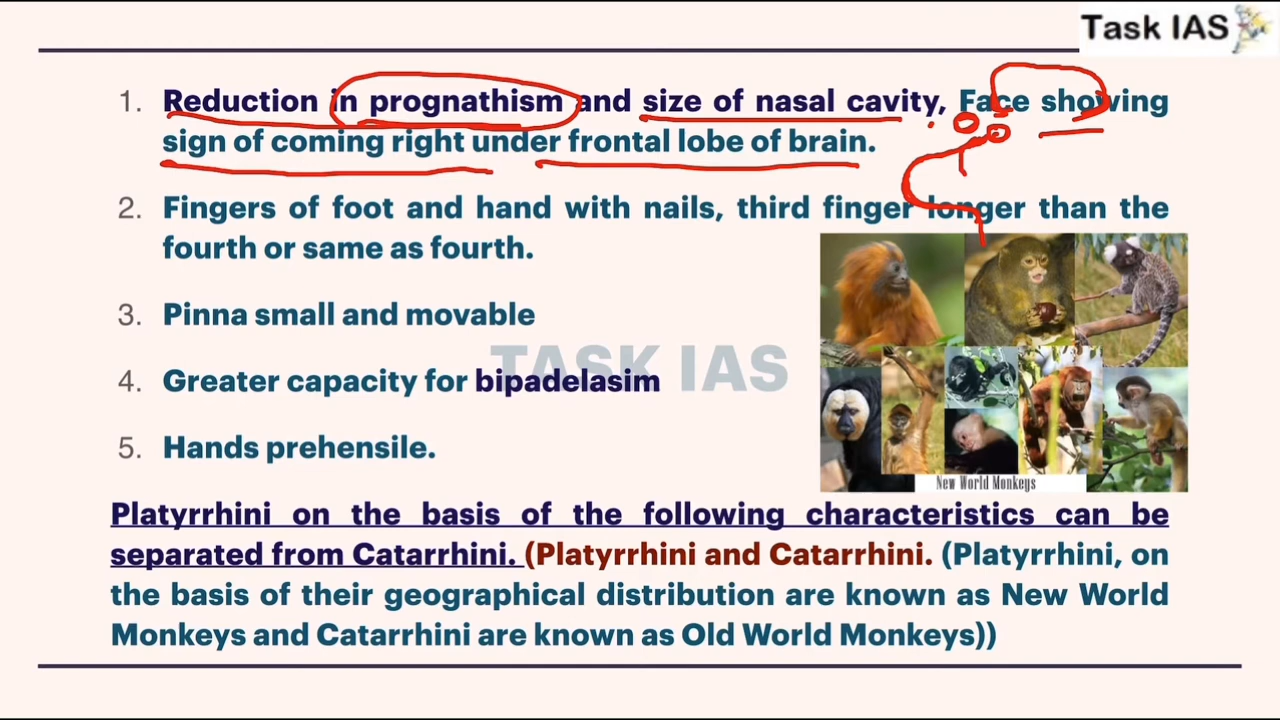 Task IAS
1. Reduction in prognathism and size of nasal cavity, Face showing
sign of coming right under frontal lobe of brain.
2. Fingers of foot and hand with nails, third finger longer than the
fourth or same as fourth.
3. Pinna small and movable
TASK IAS
4. Greater capacity for bipadelasim
5. Hands prehensile.
New World Monkeys
Platyrrhini on the basis of the following characteristics can be
separated from Catarrhini. (Platyrrhini and Catarrhini. (Platyrrhini, on
the basis of their geographical distribution are known as New World
Monkeys and Catarrhini are known as Old World Monkeys))